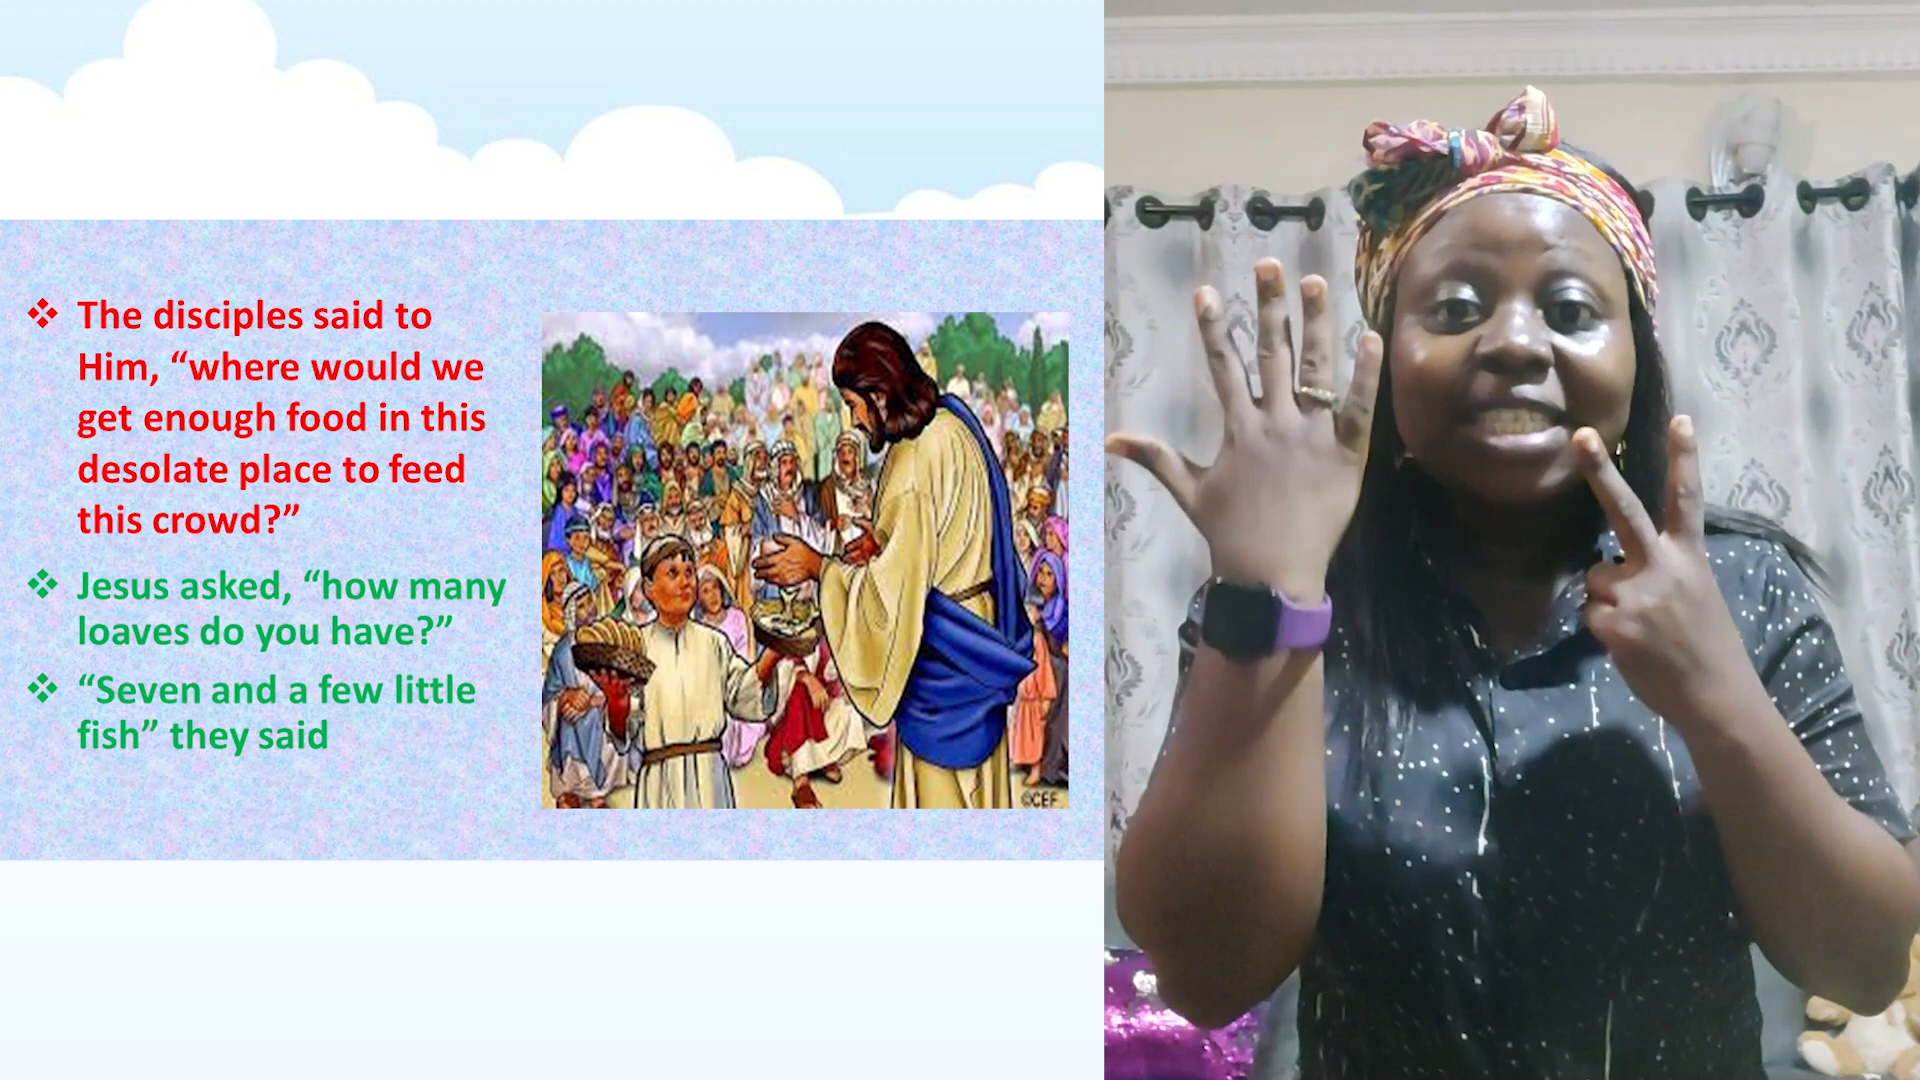 The disciples said to
Him, “where would we
get enough food in this
desolate place to feed
this crowd?”
Jesus asked, “how many
loaves do you have?”
“Seven and a few little
fish” they said
©CEF